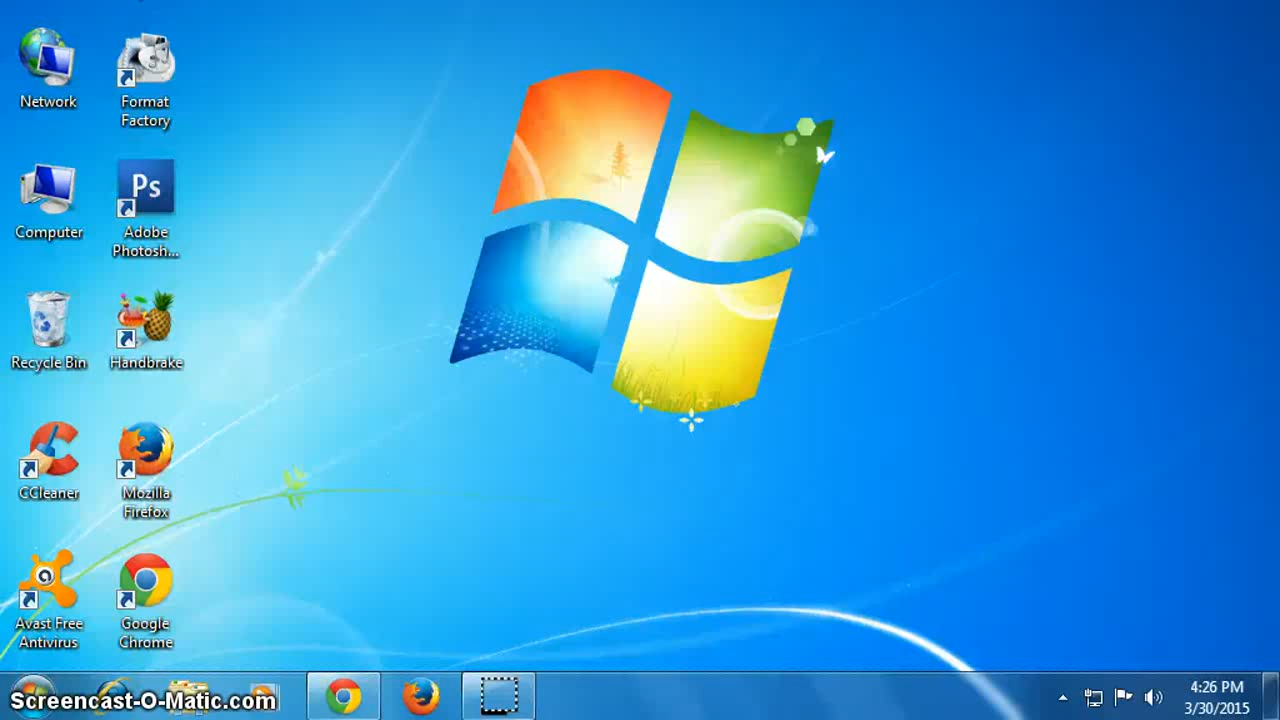 Network
Format
Factory
Computer
Ps
Adobe
Photosh...
Recycle Bin
Handbrake
CCleaner
Mozilla
Firefox
a
Avast Free
Antivirus
Google
Chrome
Screencast-O-Matic.com
4:26 PM
3/30/2015